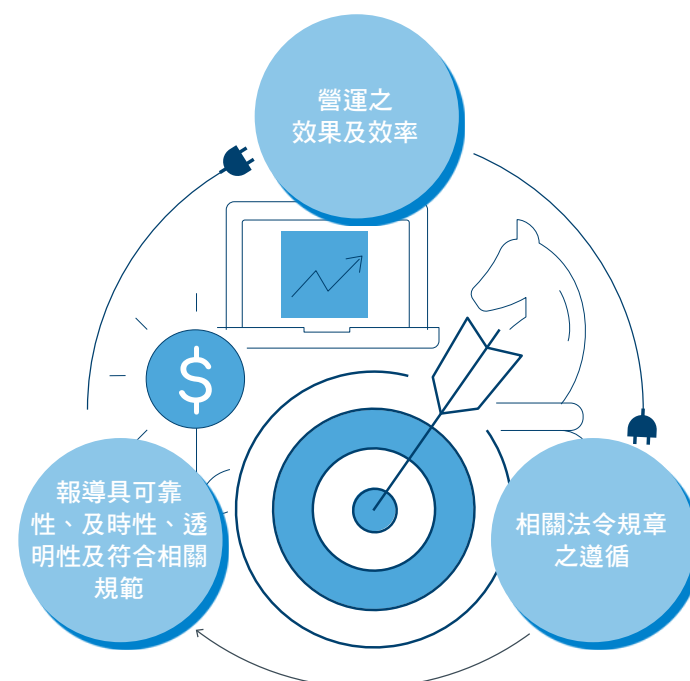 營運之
效果及效率
報導具可靠
性、及時性、透
明性及符合相關
規範
相關法令規章
之遵循
$